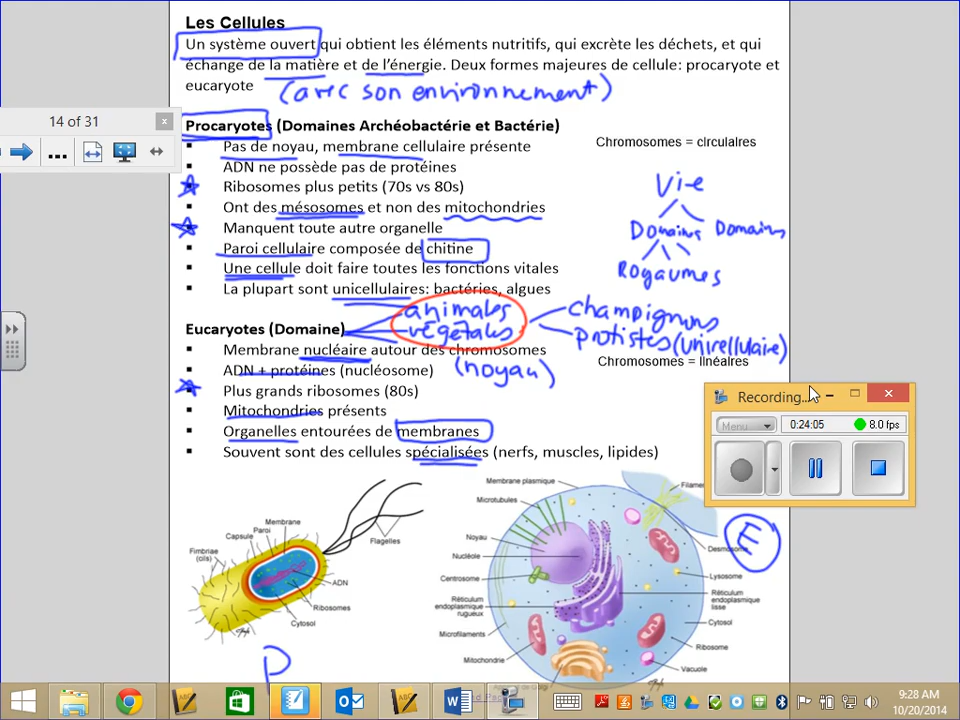 Les Cellules
Un système ouvert qui obtient les éléments nutritifs, qui excrète les déchets, et qui
échange de la matière et de l'énergie. Deux formes majeures de cellule: procaryote et
eucaryote
(avec son environnement)
14 of 31
Procaryotes (Domaines Archéobactérie et Bactérie)
Pas de noyau, membrane cellulaire présente
Chromosomes = circulaires
ADN ne possède pas de protéines
Ribosomes plus petits (70s vs 80s)
Ont des mésosomes et non des mitochondries
Manquent toute autre organelle
Paroi cellulaire composée de chitine
Une cellule doit faire toutes les fonctions vitales
La plupart sont unicellulaires: bactéries, algues
Vie
Domaines Domains
Royaumes
animales
végétales
champignons
protistes (unicellulaire)
Eucaryotes (Domaine)
Membrane nucléaire autour des chromosomes
(noyau)
Chromosomes = linéaires
ADN + protéines (nucléosome)
Plus grands ribosomes (80s)
Mitochondries présents
Organelles entourées de membranes
Souvent sont des cellules spécialisées (nerfs, muscles, lipides)
Recording...
Menu
0:24:05
8.0 fps
Membrane
Paroi
Capsule
Fimbriae
(cils)
Flagelles
ADN
Ribosomes
Cytosol
P
Membrane plasmique
Microtubules
Noyau
Nucléole
Centrosome
Réticulum
endoplasmique
rugueux
Microfilaments
Mitochondrie
Filamen
Desmosome
Lysosome
Réticulum
endoplasmique
lisse
Cytosol
Ribosome
Vacuole
E
9:28 AM
10/20/2014